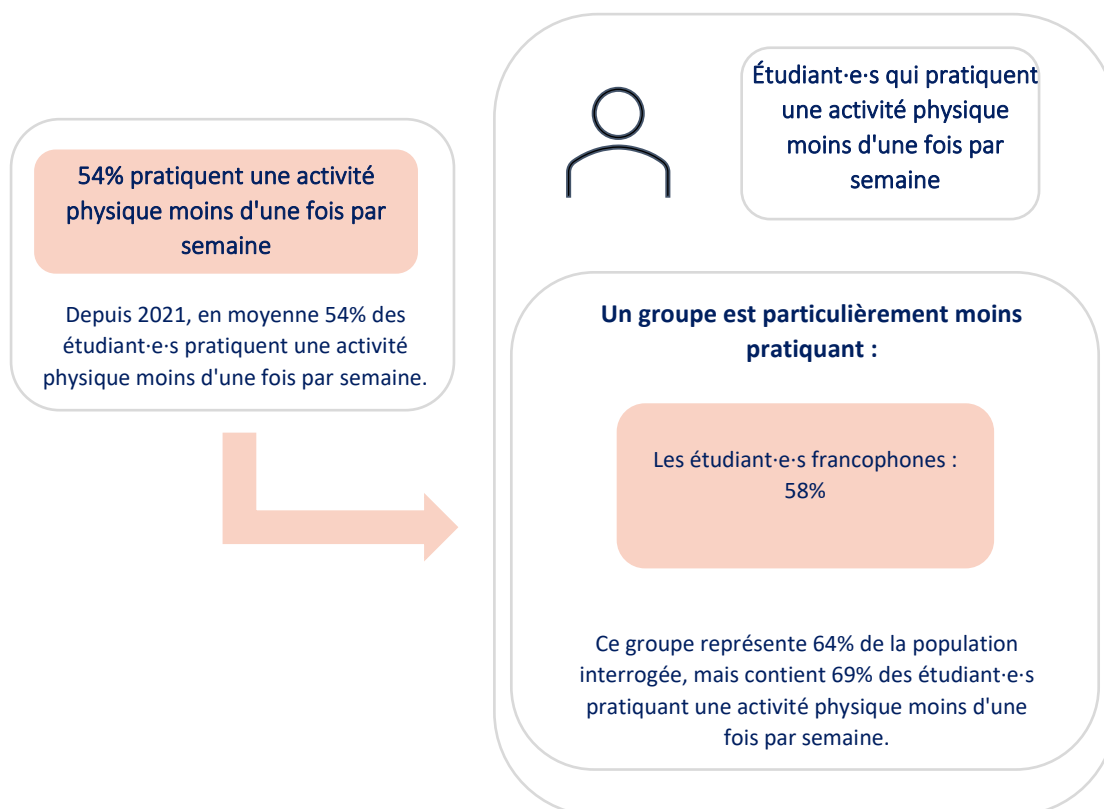 54% pratiquent une activité
physique moins d'une fois par
semaine
Depuis 2021, en moyenne 54% des
étudiant·e·s pratiquent une activité
physique moins d'une fois par semaine.
Étudiant·e·s qui pratiquent
une activité physique
moins d'une fois par
semaine
Un groupe est particulièrement moins
pratiquant :
Les étudiant·e·s francophones :
58%
Ce groupe représente 64% de la population
interrogée, mais contient 69% des étudiant·e·s
pratiquant une activité physique moins d'une
fois par semaine.